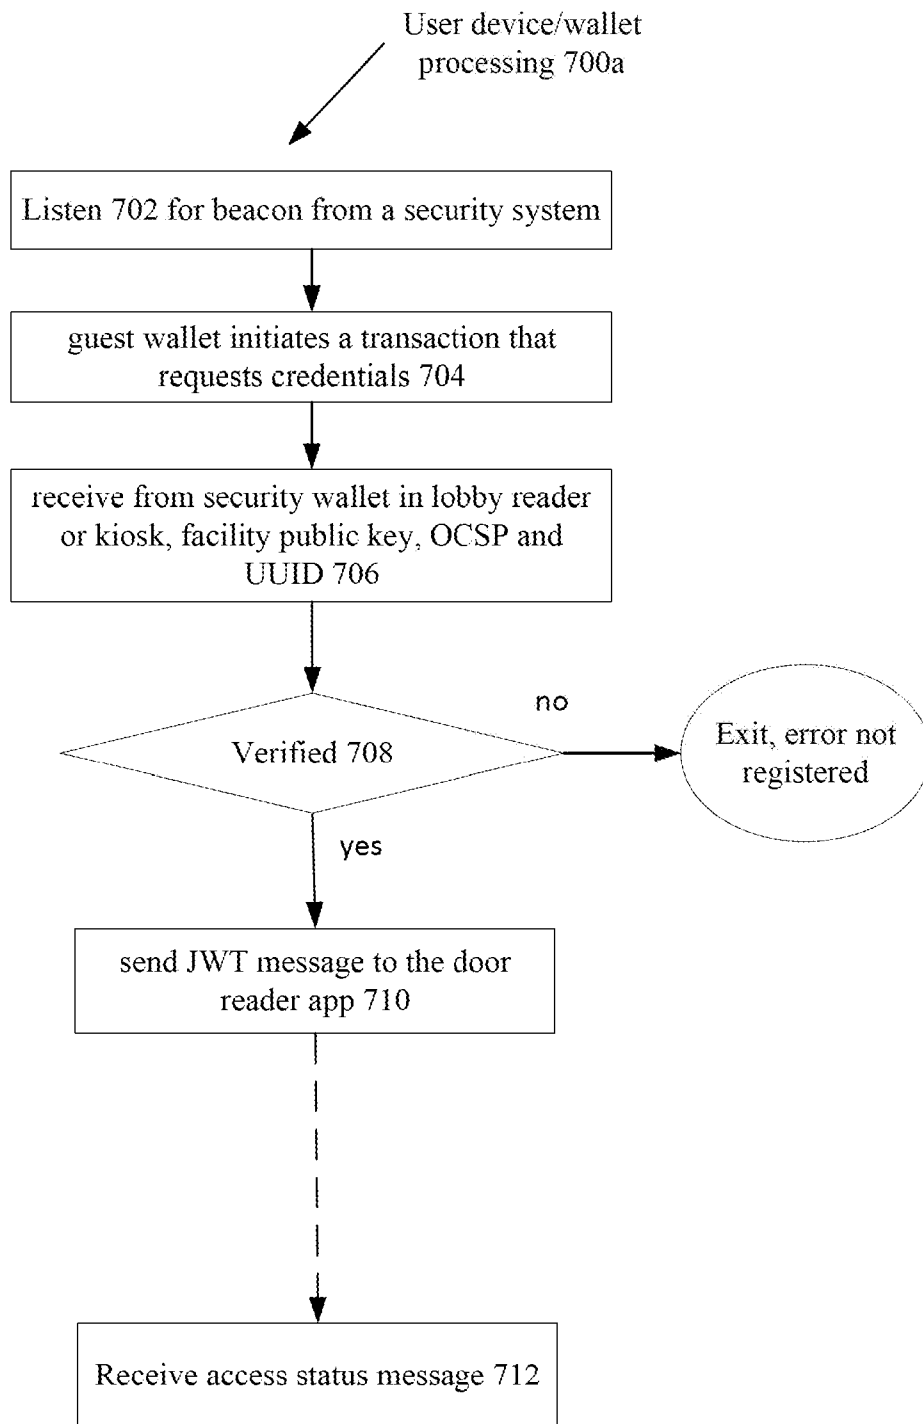 User device/wallet
processing 700a
Listen 702 for beacon from a security system
guest wallet initiates a transaction that
requests credentials 704
receive from security wallet in lobby reader
or kiosk, facility public key, OCSP and
UUID 706
Verified 708
no
Exit, error not
registered
yes
send JWT message to the door
reader app 710
Receive access status message 712